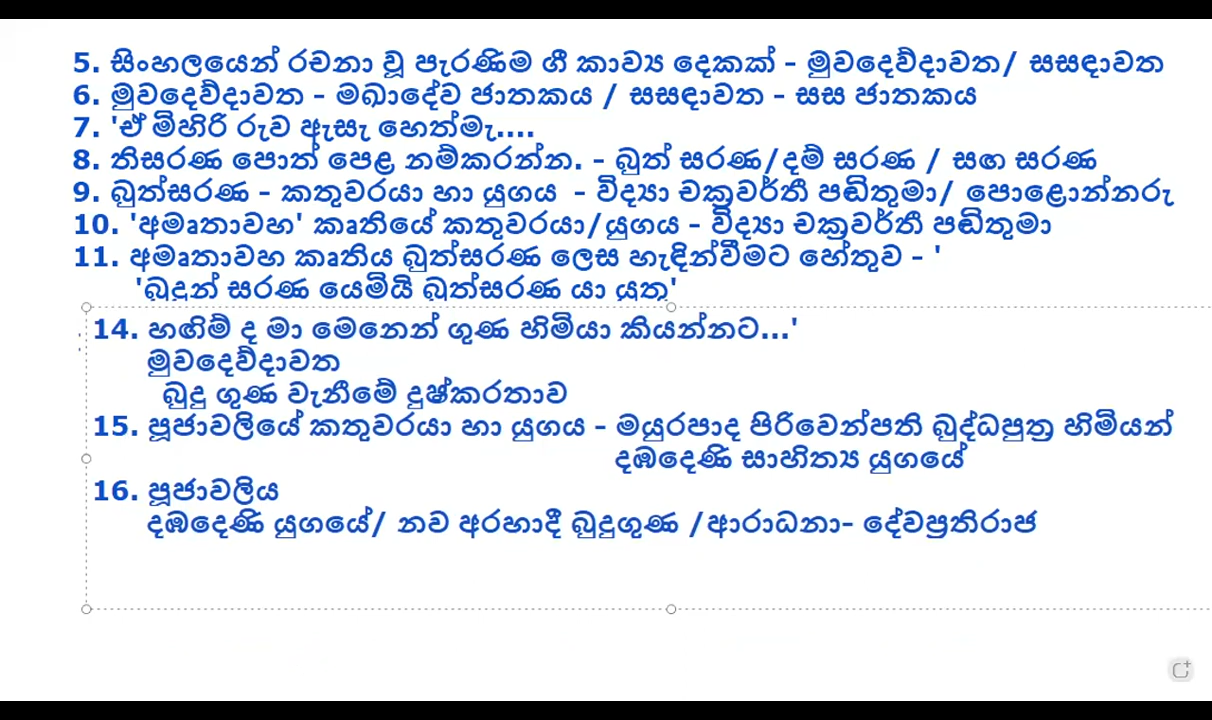 5. සිංහලයෙන් රචනා වූ පැරණිම ගී කාව්‍ය දෙකක් - මුවදෙව්දාවත/ සසඳාවත
6. මුවදෙව්දාවත - මඛාදේව ජාතකය / සසඳාවත - සස ජාතකය
7. 'ඒ මිහිරි රුව ඇසැ හෙත්මැ....
8. තිසරණ පොත් පෙළ නම්කරන්න. - බුත් සරණ/දම් සරණ / සඟ සරණ
9. බුත්සරණ - කතුවරයා හා යුගය - විද්‍යා චක්‍රවර්තී පඬිතුමා/ පොළොන්නරු
10. 'අමෘතාවහ' කෘතියේ කතුවරයා/යුගය - විද්‍යා චක්‍රවර්තී පඬිතුමා
11. අමෘතාවහ කෘතිය බුත්සරණ ලෙස හැඳින්වීමට හේතුව - '
'බුදුන් සරණ යෙමියි බුත්සරණ යා යුතු'
14. හඟිම් ද මා මෙනෙන් ගුණ හිමියා කියන්නට...'
මුවදෙව්දාවත
බුදු ගුණ වැනීමේ දුෂ්කරතාව
15. පූජාවලියේ කතුවරයා හා යුගය - මයුරපාද පිරිවෙන්පති බුද්ධපුත්‍ර හිමියන්
දඹදෙණි සාහිත්‍ය යුගයේ
16. පූජාවලිය
දඹදෙණි යුගයේ/ නව අරහාදී බුදුගුණ /ආරාධනා- දේවප්‍රතිරාජ